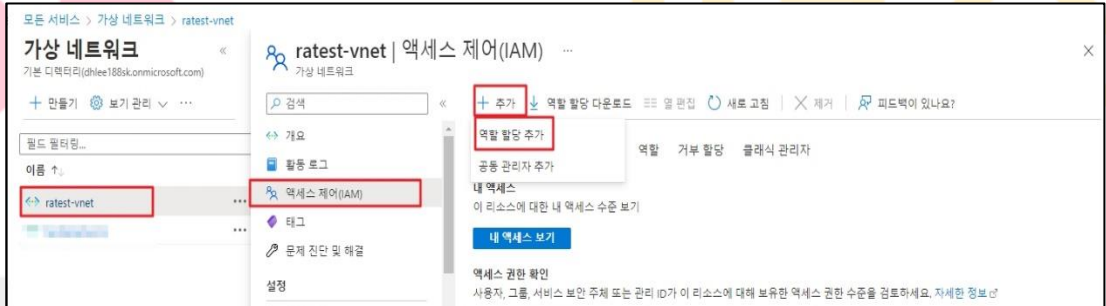 모든 서비스 > 가상 네트워크 > ratest-vnet
가상 네트워크 «
기본 디렉터리(dhlee188sk.onmicrosoft.com)
+ 만들기 보기 관리 ∨ ···
필드 필터링...
이름 ↑↓
ratest-vnet ···
···
ratest-vnet | 액세스 제어(IAM) ···
가상 네트워크
×
검색 «
개요
활동 로그
액세스 제어(IAM)
태그
문제 진단 및 해결
설정
+ 추가 ↓ 역할 할당 다운로드 열 편집 새로 고침 | × 제거 | 피드백이 있나요?
역할 할당 추가
공동 관리자 추가
역할 거부 할당 클래식 관리자
내 액세스
이 리소스에 대한 내 액세스 수준 보기
내 액세스 보기
액세스 권한 확인
사용자, 그룹, 서비스 보안 주체 또는 관리 ID가 이 리소스에 대해 보유한 액세스 권한 수준을 검토하세요. 자세한 정보